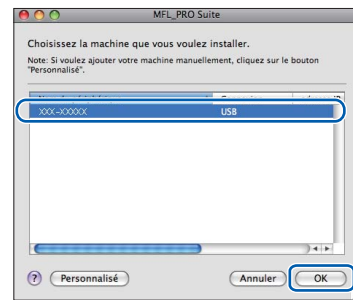 MFL_PRO Suite
Choisissez la machine que vous voulez installer.
Note: Si voulez ajouter votre machine manuellement, cliquez sur le bouton
"Personnalisé".
XXX-XXXXX USB
? Personnalisé Annuler OK